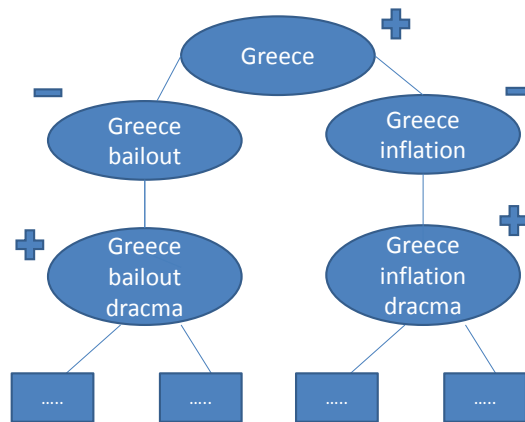 Greece
Greece
bailout
Greece
inflation
Greece
bailout
dracma
Greece
inflation
dracma
.....
.....
.....
.....